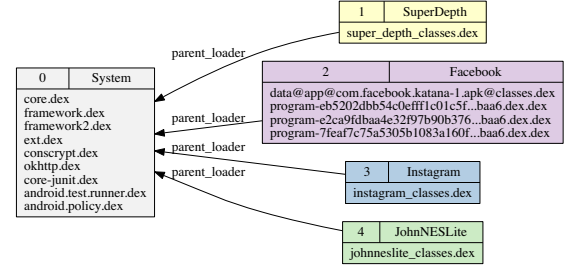 1 SuperDepth
super_depth_classes.dex
parent_loader
2 Facebook
data@app@com.facebook.katana-1.apk@classes.dex
program-eb5202dbb54c0efff1c01c5f...baa6.dex.dex
program-e2ca9fdbaa4e32f97b90b376...baa6.dex.dex
program-7feaf7c75a5305b1083a160f...baa6.dex.dex
parent_loader
0 System
core.dex
framework.dex
framework2.dex
ext.dex
conscrypt.dex
okhttp.dex
core-junit.dex
android.test.runner.dex
android.policy.dex
parent_loader
3 Instagram
instagram_classes.dex
parent_loader
4 JohnNESLite
johnneslite_classes.dex